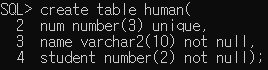 SQL> create table human(
  2  num number(3) unique,
  3  name varchar2(10) not null,
  4  student number(2) not null);